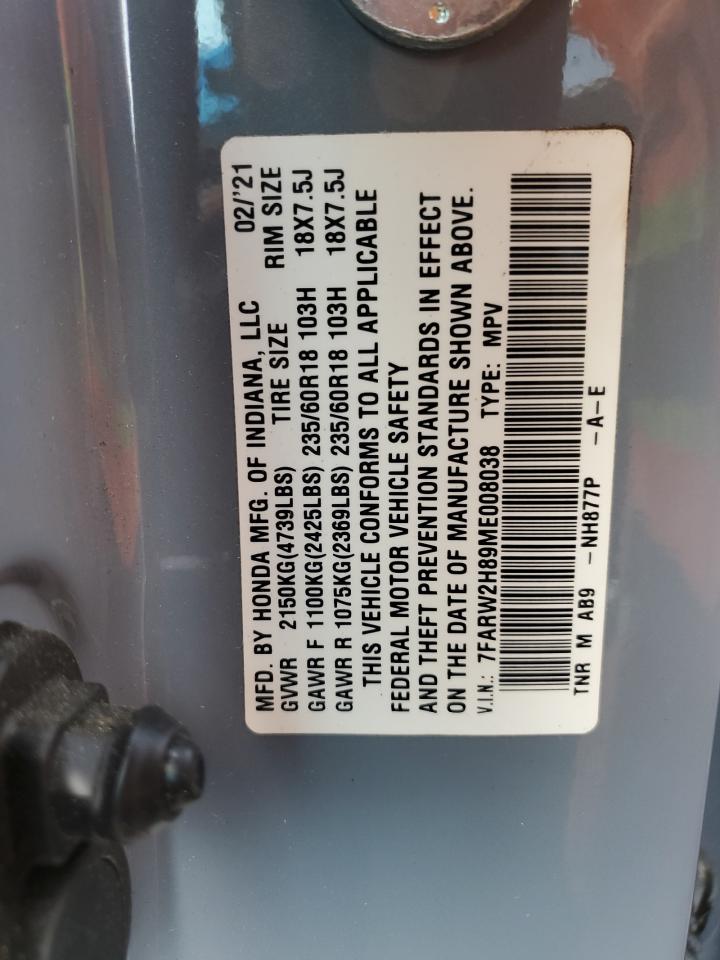 MFD. BY HONDA MFG. OF INDIANA, LLC 02/'21
GVWR 2150KG(4739LBS) TIRE SIZE RIM SIZE
GAWR F 1100KG(2425LBS) 235/60R18 103H 18X7.5J
GAWR R 1075KG(2369LBS) 235/60R18 103H 18X7.5J
THIS VEHICLE CONFORMS TO ALL APPLICABLE
FEDERAL MOTOR VEHICLE SAFETY
AND THEFT PREVENTION STANDARDS IN EFFECT
ON THE DATE OF MANUFACTURE SHOWN ABOVE.
V.I.N.: 7FARW2H89ME008038 TYPE: MPV
TNR M AB9 -NH877P -A-E